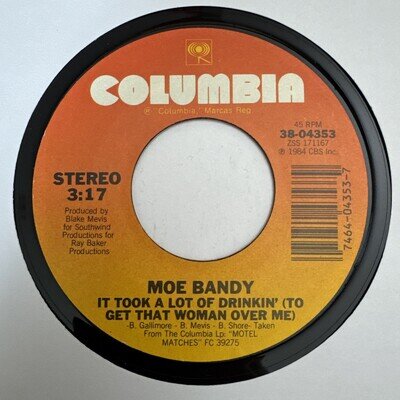 COLUMBIA
® "Columbia," Marcas Reg.
45 RPM
38-04353
ZSS 171167
℗ 1984 CBS Inc.
STEREO
3:17
Produced by
Blake Mevis
for Southwind
Productions for
Ray Baker
Productions
7464-04353-7
MOE BANDY
IT TOOK A LOT OF DRINKIN' (TO
GET THAT WOMAN OVER ME)
-B. Gallimore - B. Mevis - B. Shore- Taken
From The Columbia Lp: "MOTEL
MATCHES" FC 39275